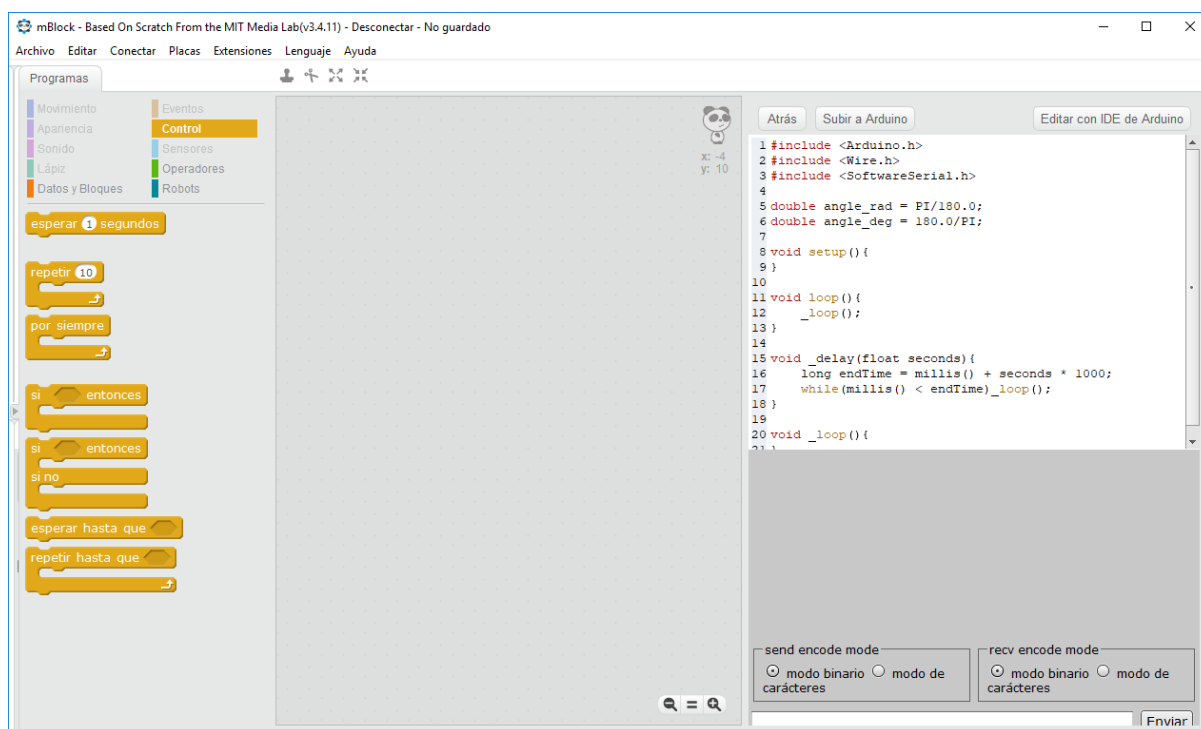 mBlock - Based On Scratch From the MIT Media Lab(v3.4.11) - Desconectar - No guardado
Archivo Editar Conectar Placas Extensiones Lenguaje Ayuda
Programas
Movimiento Eventos
Apariencia Control
Sonido Sensores
Lápiz Operadores
Datos y Bloques Robots
esperar 1 segundos
repetir 10
por siempre
si entonces
si entonces
si no
esperar hasta que
repetir hasta que
x: -4
y: 10
Atrás Subir a Arduino Editar con IDE de Arduino
1 #include <Arduino.h>
2 #include <Wire.h>
3 #include <SoftwareSerial.h>
4
5 double angle_rad = PI/180.0;
6 double angle_deg = 180.0/PI;
7
8 void setup(){
9 }
10
11 void loop(){
12 _loop();
13 }
14
15 void _delay(float seconds){
16 long endTime = millis() + seconds * 1000;
17 while(millis() < endTime)_loop();
18 }
19
20 void _loop(){
21 }
send encode mode
modo binario modo de
carácteres
recv encode mode
modo binario modo de
carácteres
Enviar